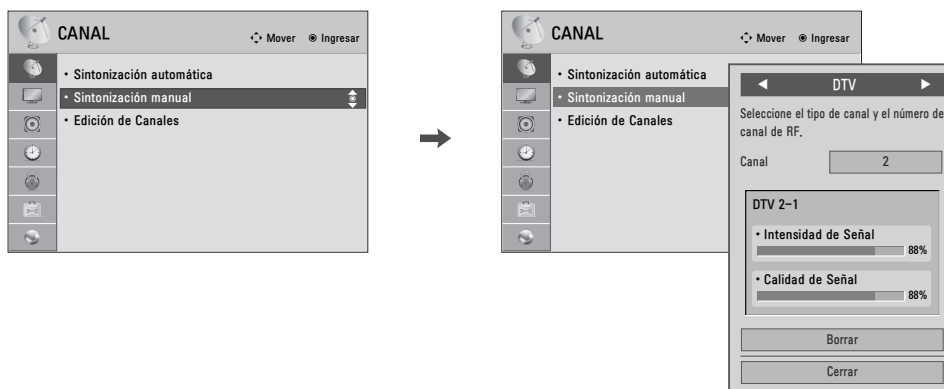 CANAL
Mover
Ingresar
• Sintonización automática
• Sintonización manual
• Edición de Canales
CANAL
Mover
Ingresar
• Sintonización automática
• Sintonización manual
• Edición de Canales
◀ DTV ▶
Seleccione el tipo de canal y el número de
canal de RF.
Canal 2
DTV 2-1
• Intensidad de Señal
88%
• Calidad de Señal
88%
Borrar
Cerrar